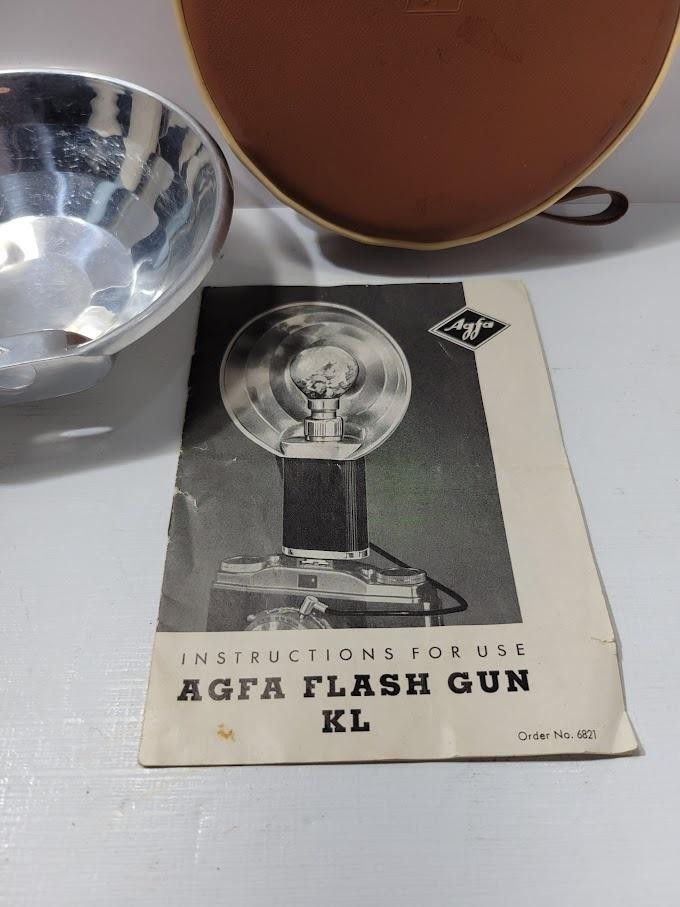 Agfa
INSTRUCTIONS FOR USE
AGFA FLASH GUN
KL
Order No. 6821